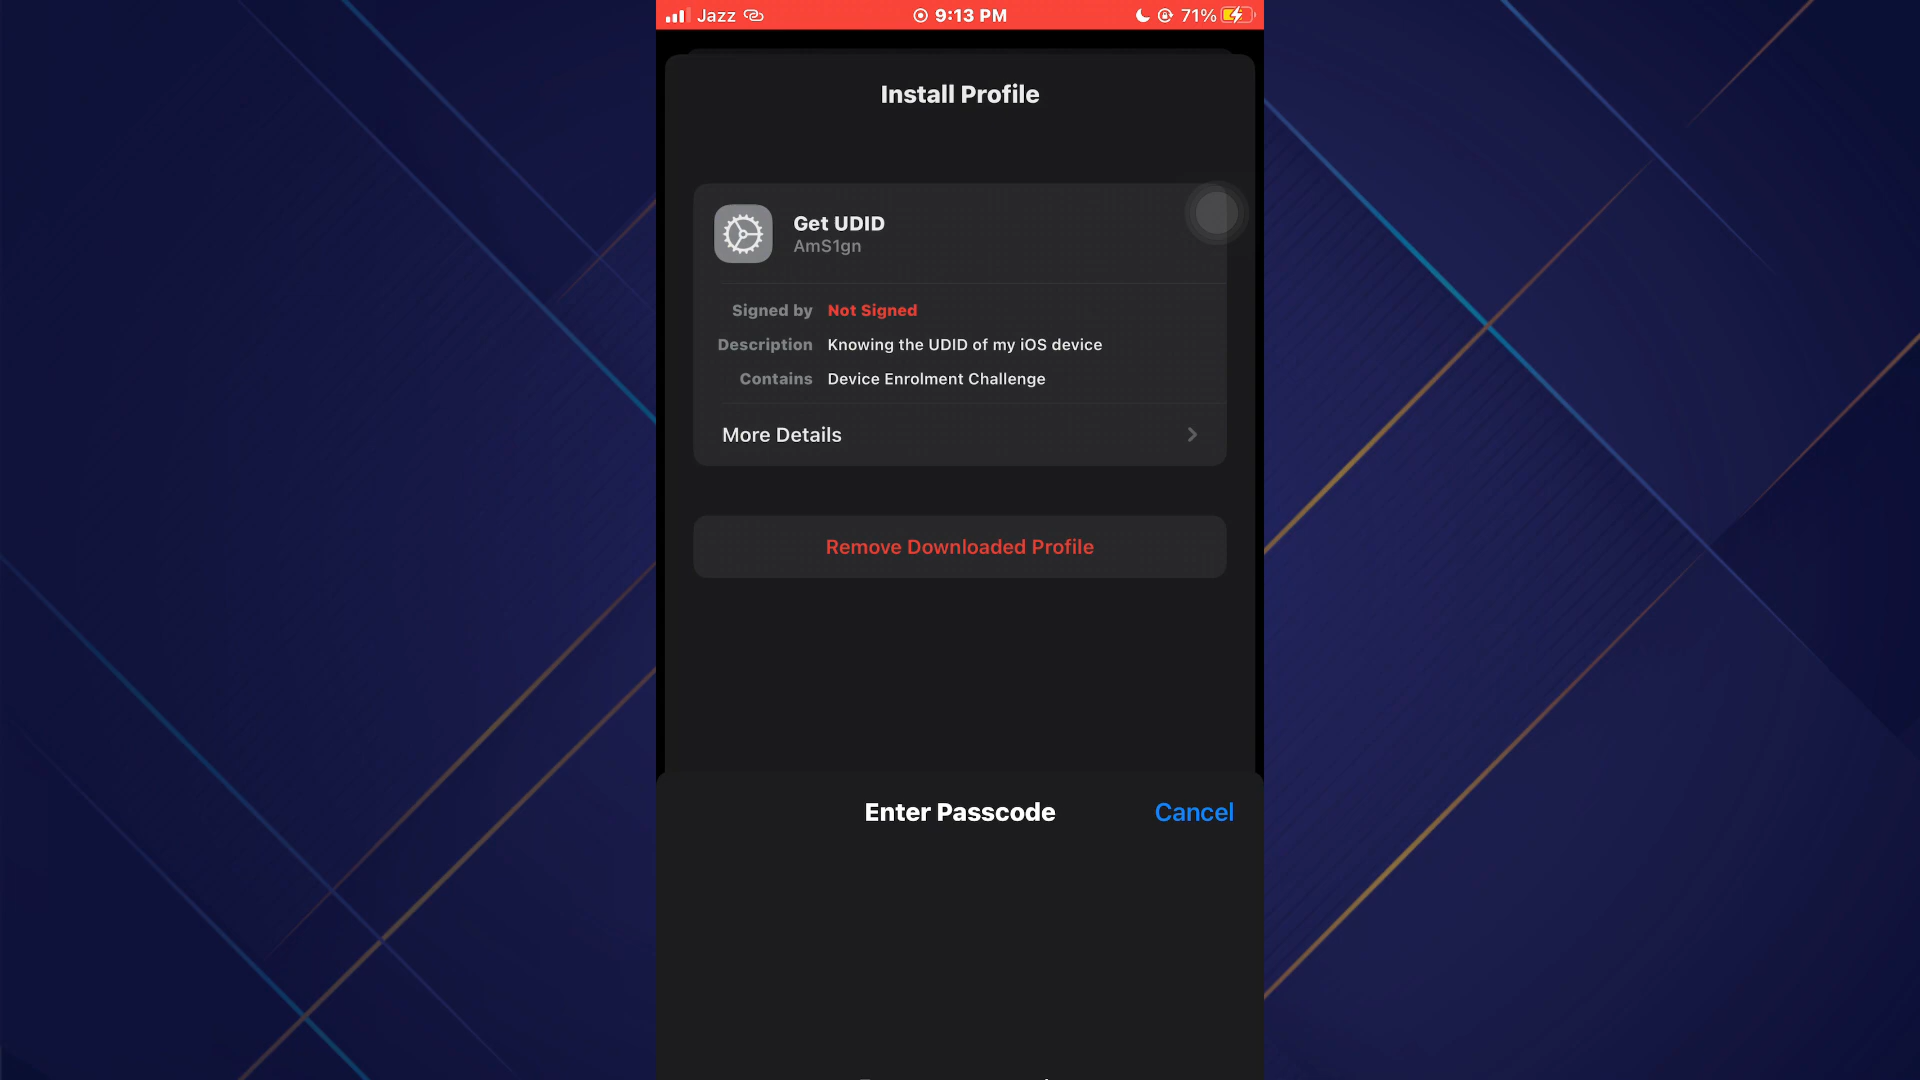 Jazz 9:13 PM 71%
Install Profile
Get UDID
AmS1gn
Signed by Not Signed
Description Knowing the UDID of my iOS device
Contains Device Enrolment Challenge
More Details
Remove Downloaded Profile
Enter Passcode Cancel